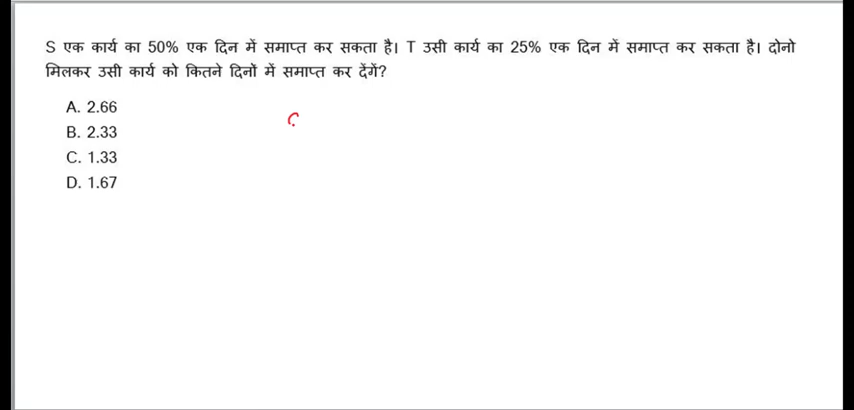 S एक कार्य का 50% एक दिन में समाप्त कर सकता है। T उसी कार्य का 25% एक दिन में समाप्त कर सकता है। दोनो
मिलकर उसी कार्य को कितने दिनों में समाप्त कर देंगें?
A. 2.66
B. 2.33
C. 1.33
D. 1.67